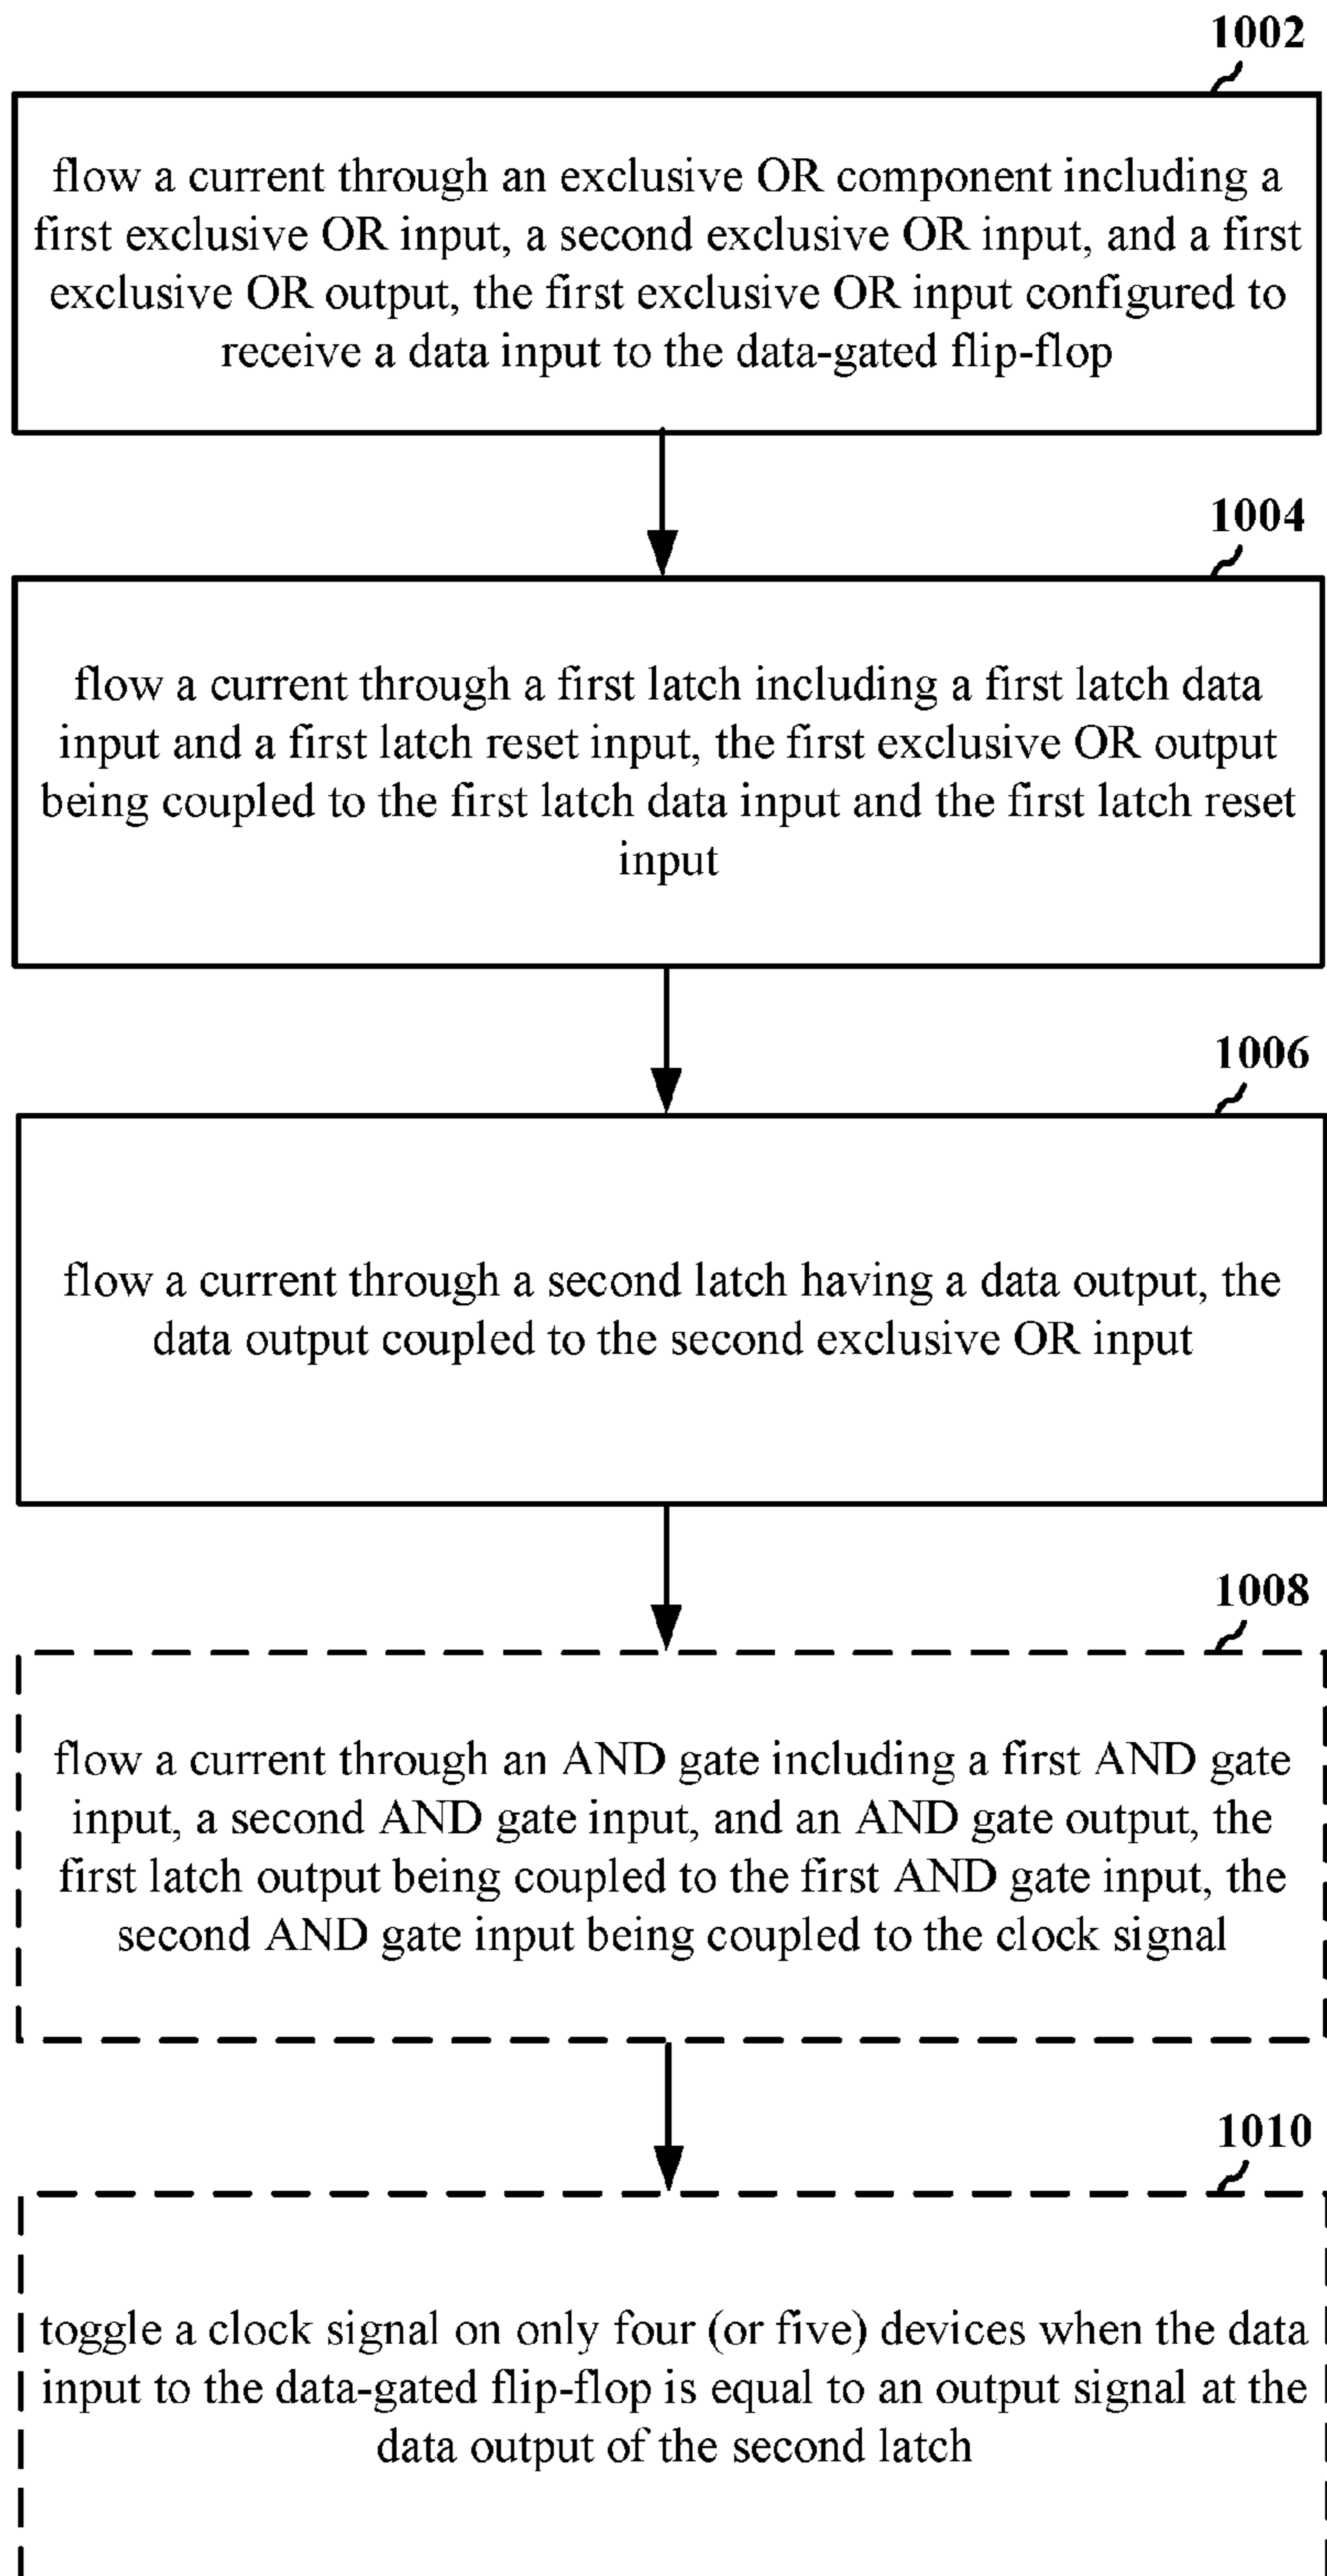 1002
flow a current through an exclusive OR component including a
first exclusive OR input, a second exclusive OR input, and a first
exclusive OR output, the first exclusive OR input configured to
receive a data input to the data-gated flip-flop
1004
flow a current through a first latch including a first latch data
input and a first latch reset input, the first exclusive OR output
being coupled to the first latch data input and the first latch reset
input
1006
flow a current through a second latch having a data output, the
data output coupled to the second exclusive OR input
1008
flow a current through an AND gate including a first AND gate
input, a second AND gate input, and an AND gate output, the
first latch output being coupled to the first AND gate input, the
second AND gate input being coupled to the clock signal
1010
toggle a clock signal on only four (or five) devices when the data
input to the data-gated flip-flop is equal to an output signal at the
data output of the second latch